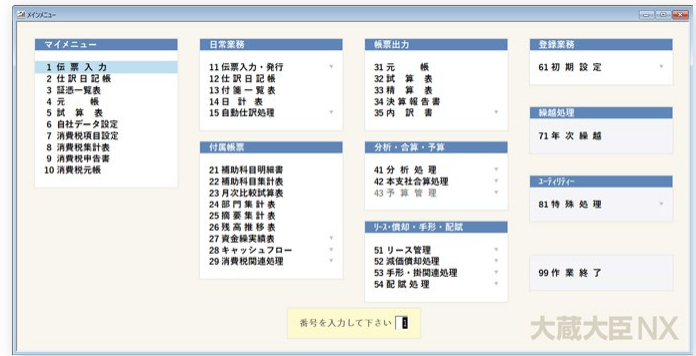 メインメニュー
マイメニュー
1 伝 票 入 力
2 仕 訳 日 記 帳
3 証憑一覧表
4 元 帳
5 試 算 表
6 自社データ設定
7 消費税項目設定
8 消費税集計表
9 消費税申告書
10 消費税元帳
日常業務
11 伝票入力・発行
12 仕 訳 日 記 帳
13 付 箋 一 覧 表
14 日 計 表
15 自動仕訳処理
付属帳票
21 補助科目明細書
22 補助科目集計表
23 月次比較試算表
24 部 門 集 計 表
25 摘 要 集 計 表
26 残 高 推 移 表
27 資金繰実績表
28 キャッシュフロー
29 消費税関連処理
帳票出力
31 元 帳
32 試 算 表
33 精 算 表
34 決 算 報 告 書
35 内 訳 書
分析・合算・予算
41 分 析 処 理
42 本支社合算処理
43 予 算 管 理
リース・償却・手形・配賦
51 リース管理
52 減価償却処理
53 手形・掛関連処理
54 配 賦 処 理
登録業務
61 初 期 設 定
繰越処理
71 年 次 繰 越
ユーティリティー
81 特 殊 処 理
99 作 業 終 了
番号を入力して下さい 1
大蔵大臣NX